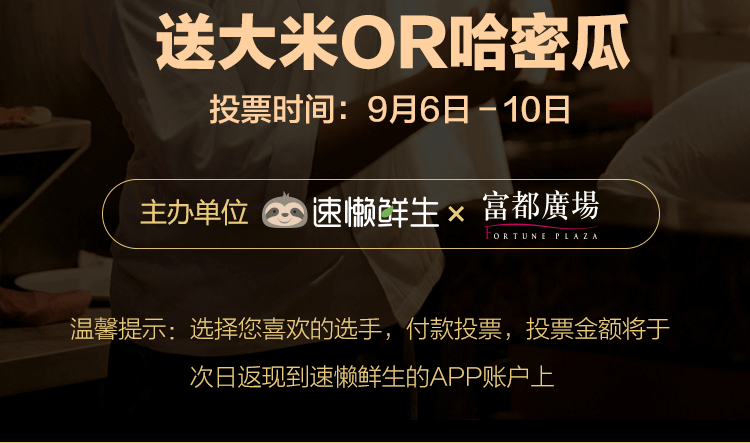 送大米OR哈密瓜
投票时间：9月6日－10日
主办单位 速懒鲜生 × 富都廣場
FORTUNE PLAZA
温馨提示：选择您喜欢的选手，付款投票，投票金额将于
次日返现到速懒鲜生的APP账户上